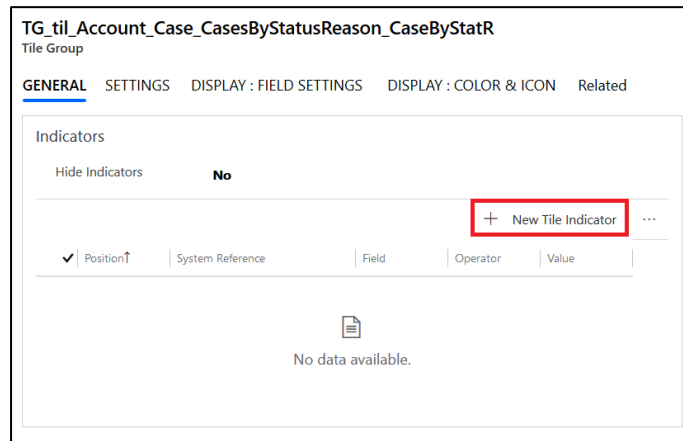 TG_til_Account_Case_CasesByStatusReason_CaseByStatR
Tile Group
GENERAL SETTINGS DISPLAY : FIELD SETTINGS DISPLAY : COLOR & ICON Related
Indicators
Hide Indicators No
+ New Tile Indicator ...
✓ Position↑ System Reference Field Operator Value
No data available.